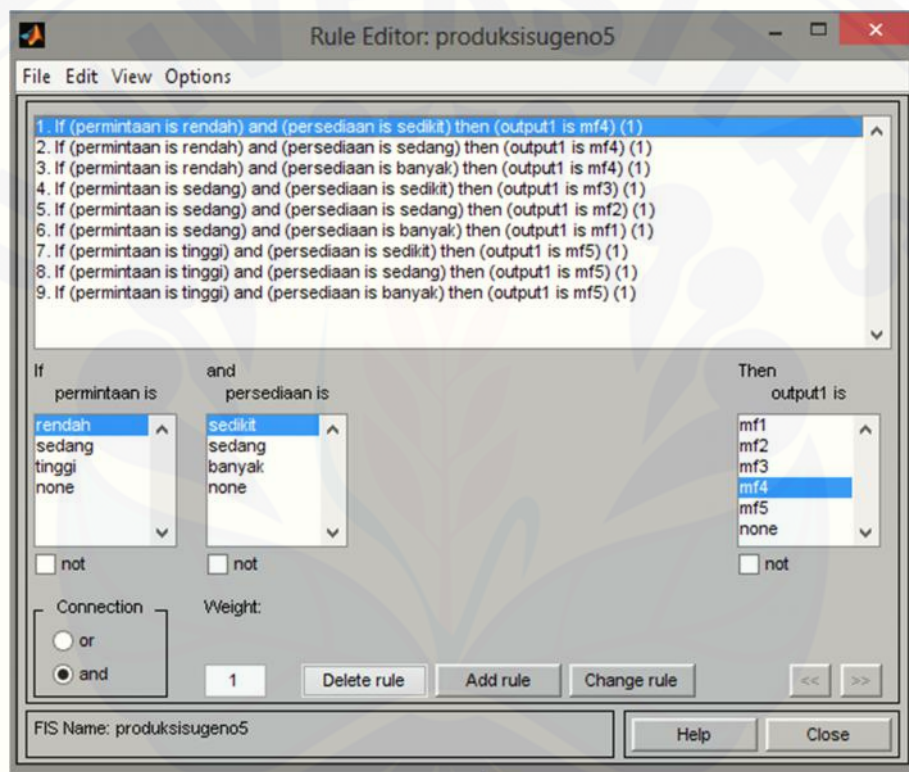 UNIVERSITAS
Rule Editor: produksisugeno5
File Edit View Options
1. If (permintaan is rendah) and (persediaan is sedikit) then (output1 is mf4) (1)
2. If (permintaan is rendah) and (persediaan is sedang) then (output1 is mf4) (1)
3. If (permintaan is rendah) and (persediaan is banyak) then (output1 is mf4) (1)
4. If (permintaan is sedang) and (persediaan is sedikit) then (output1 is mf3) (1)
5. If (permintaan is sedang) and (persediaan is sedang) then (output1 is mf2) (1)
6. If (permintaan is sedang) and (persediaan is banyak) then (output1 is mf1) (1)
7. If (permintaan is tinggi) and (persediaan is sedikit) then (output1 is mf5) (1)
8. If (permintaan is tinggi) and (persediaan is sedang) then (output1 is mf5) (1)
9. If (permintaan is tinggi) and (persediaan is banyak) then (output1 is mf5) (1)
If
permintaan is
rendah
sedang
tinggi
none
not
and
persediaan is
sedikit
sedang
banyak
none
not
Then
output1 is
mf1
mf2
mf3
mf4
mf5
none
not
Connection
or
and
Weight:
1
Delete rule
Add rule
Change rule
<<
>>
FIS Name: produksisugeno5
Help
Close